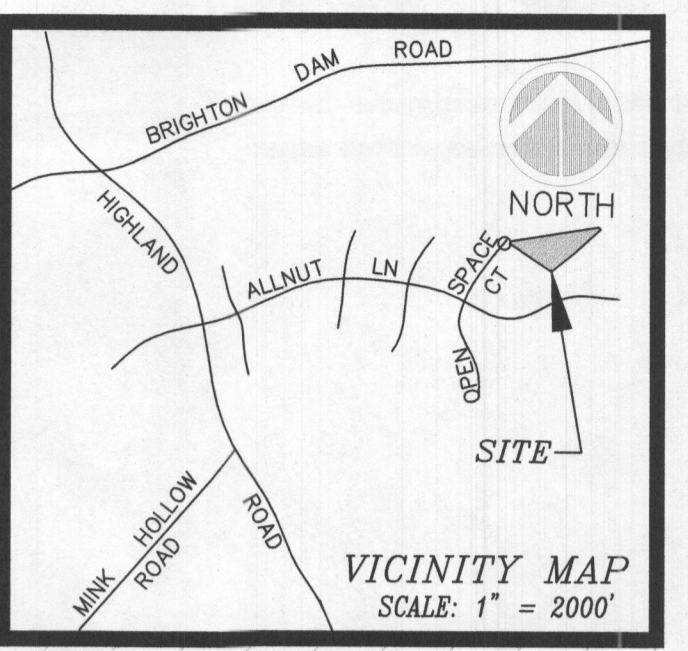 BRIGHTON DAM ROAD
NORTH
HIGHLAND ROAD
ALLNUT LN
OPEN SPACE CT
SITE
MINK HOLLOW ROAD
VICINITY MAP
SCALE: 1" = 2000'